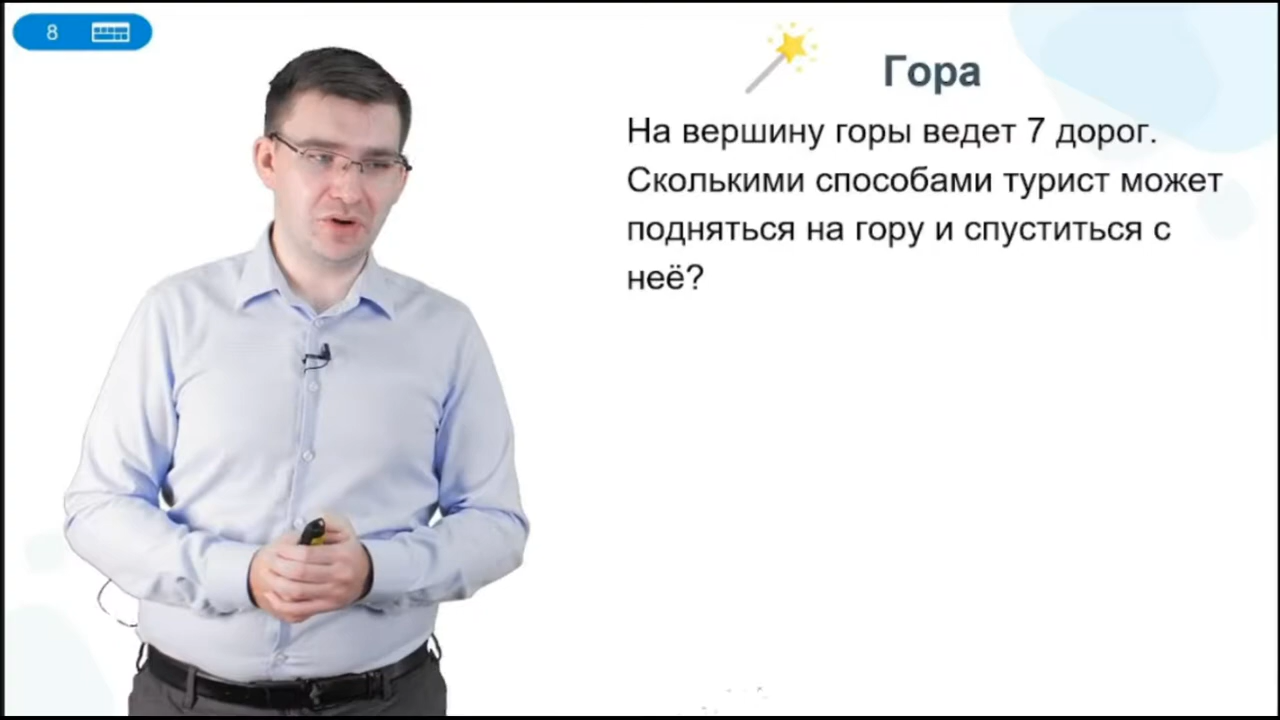 8
Гора
На вершину горы ведет 7 дорог.
Сколькими способами турист может
подняться на гору и спуститься с
неё?